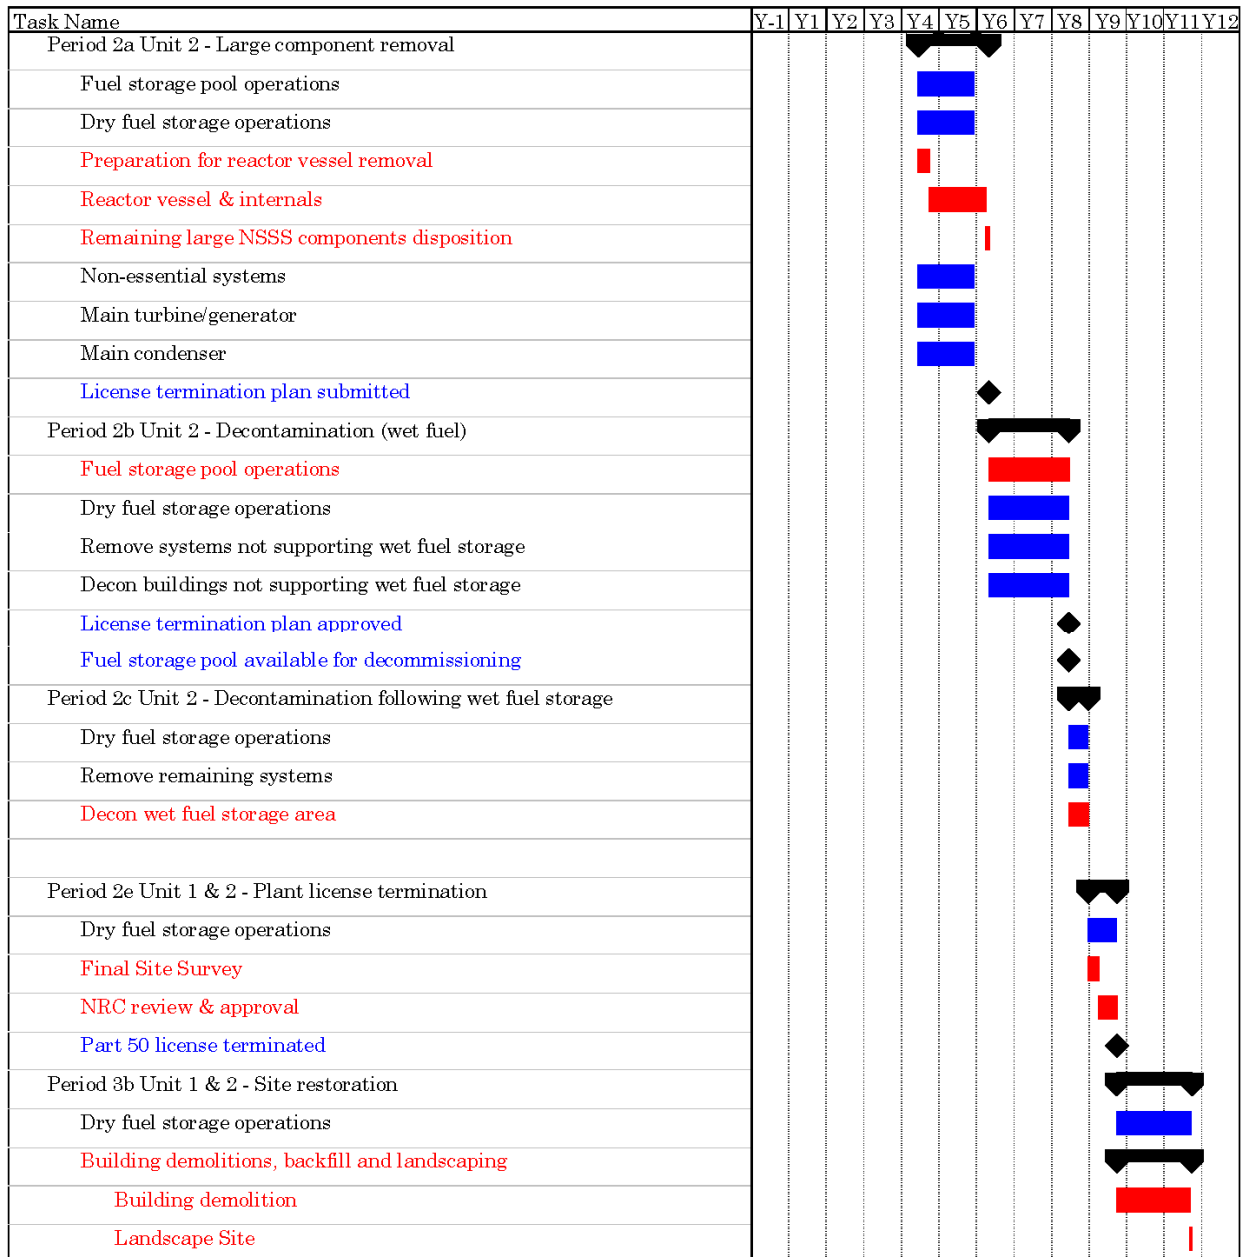 Task Name Y-1 Y1 Y2 Y3 Y4 Y5 Y6 Y7 Y8 Y9 Y10 Y11 Y12
Period 2a Unit 2 - Large component removal
Fuel storage pool operations
Dry fuel storage operations
Preparation for reactor vessel removal
Reactor vessel & internals
Remaining large NSSS components disposition
Non-essential systems
Main turbine/generator
Main condenser
License termination plan submitted
Period 2b Unit 2 - Decontamination (wet fuel)
Fuel storage pool operations
Dry fuel storage operations
Remove systems not supporting wet fuel storage
Decon buildings not supporting wet fuel storage
License termination plan approved
Fuel storage pool available for decommissioning
Period 2c Unit 2 - Decontamination following wet fuel storage
Dry fuel storage operations
Remove remaining systems
Decon wet fuel storage area
Period 2e Unit 1 & 2 - Plant license termination
Dry fuel storage operations
Final Site Survey
NRC review & approval
Part 50 license terminated
Period 3b Unit 1 & 2 - Site restoration
Dry fuel storage operations
Building demolitions, backfill and landscaping
Building demolition
Landscape Site